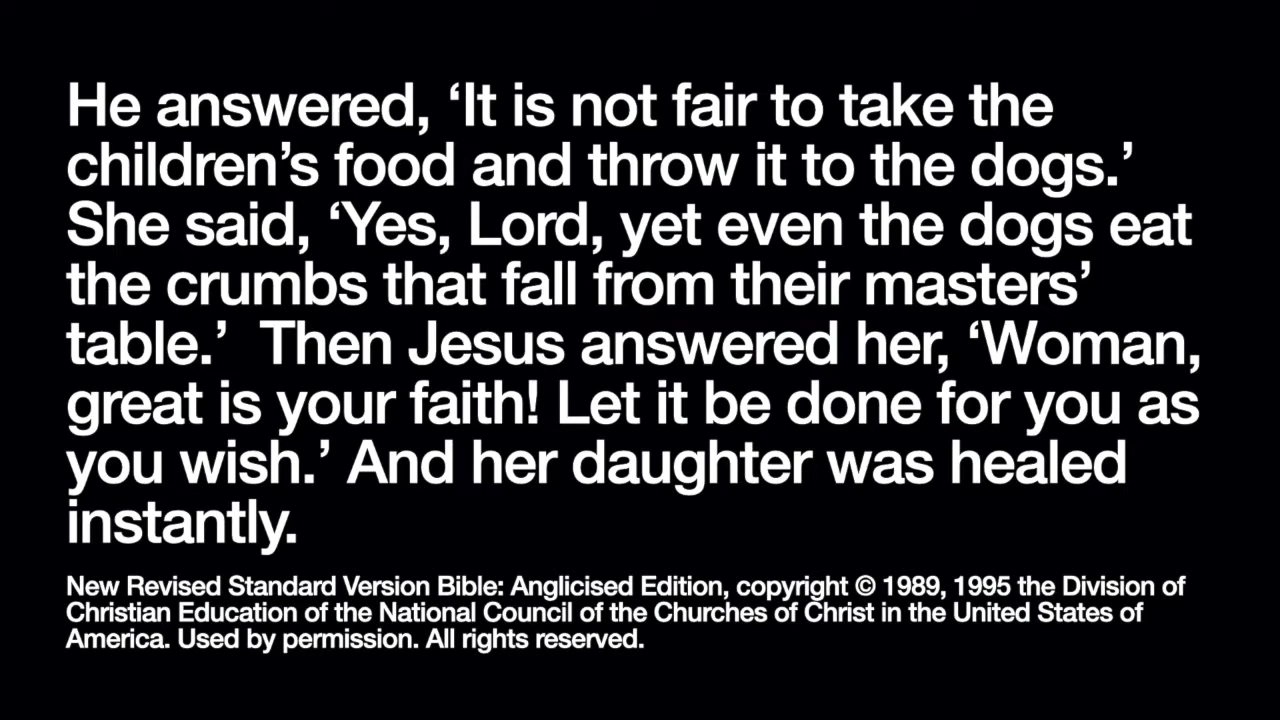 He answered, ‘It is not fair to take the
children’s food and throw it to the dogs.’
She said, ‘Yes, Lord, yet even the dogs eat
the crumbs that fall from their masters’
table.’  Then Jesus answered her, ‘Woman,
great is your faith! Let it be done for you as
you wish.’ And her daughter was healed
instantly.
New Revised Standard Version Bible: Anglicised Edition, copyright © 1989, 1995 the Division of
Christian Education of the National Council of the Churches of Christ in the United States of
America. Used by permission. All rights reserved.